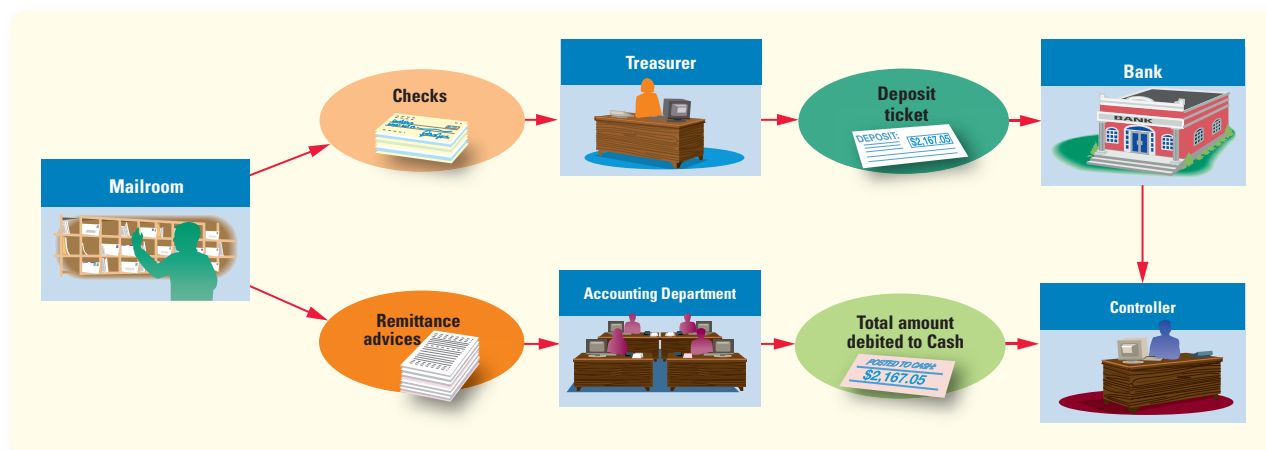 Mailroom
Checks
Treasurer
Deposit
ticket
DEPOSIT:
$2,167.05
Bank
BANK
Remittance
advices
Accounting Department
Total amount
debited to Cash
POSTED TO CASH:
$2,167.05
Controller